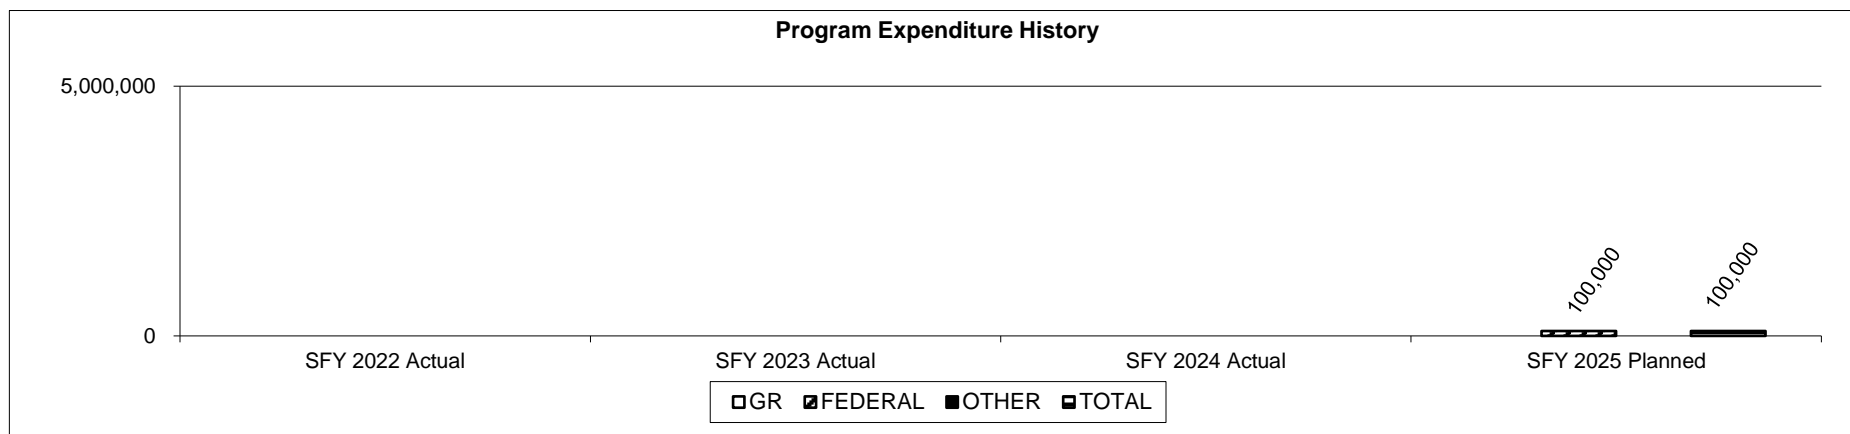 Program Expenditure History
5,000,000
100,000 100,000
0
SFY 2022 Actual SFY 2023 Actual SFY 2024 Actual SFY 2025 Planned
GR FEDERAL OTHER TOTAL